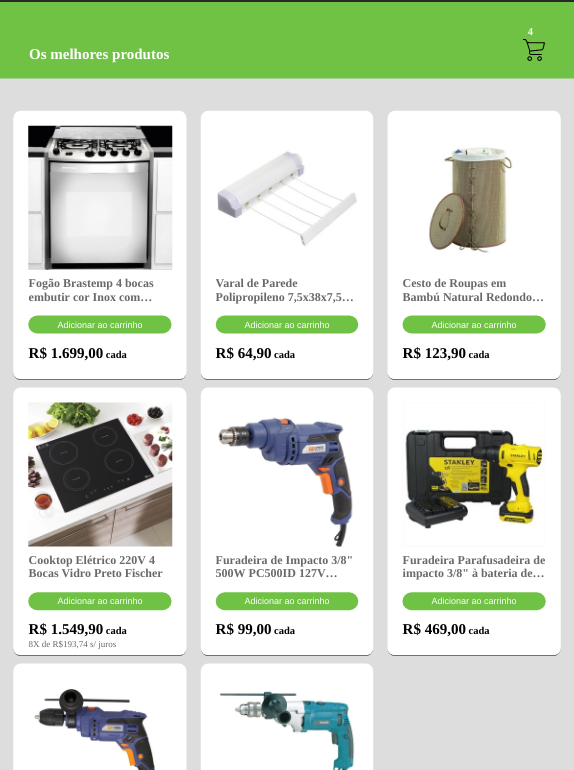 4
Os melhores produtos
Fogão Brastemp 4 bocas
embutir cor Inox com…
Adicionar ao carrinho
R$ 1.699,00 cada
Varal de Parede
Polipropileno 7,5x38x7,5…
Adicionar ao carrinho
R$ 64,90 cada
Cesto de Roupas em
Bambú Natural Redondo…
Adicionar ao carrinho
R$ 123,90 cada
Cooktop Elétrico 220V 4
Bocas Vidro Preto Fischer
Adicionar ao carrinho
R$ 1.549,90 cada
8X de R$193,74 s/ juros
Furadeira de Impacto 3/8"
500W PC500ID 127V…
Adicionar ao carrinho
R$ 99,00 cada
STANLEY
Furadeira Parafusadeira de
impacto 3/8" à bateria de…
Adicionar ao carrinho
R$ 469,00 cada